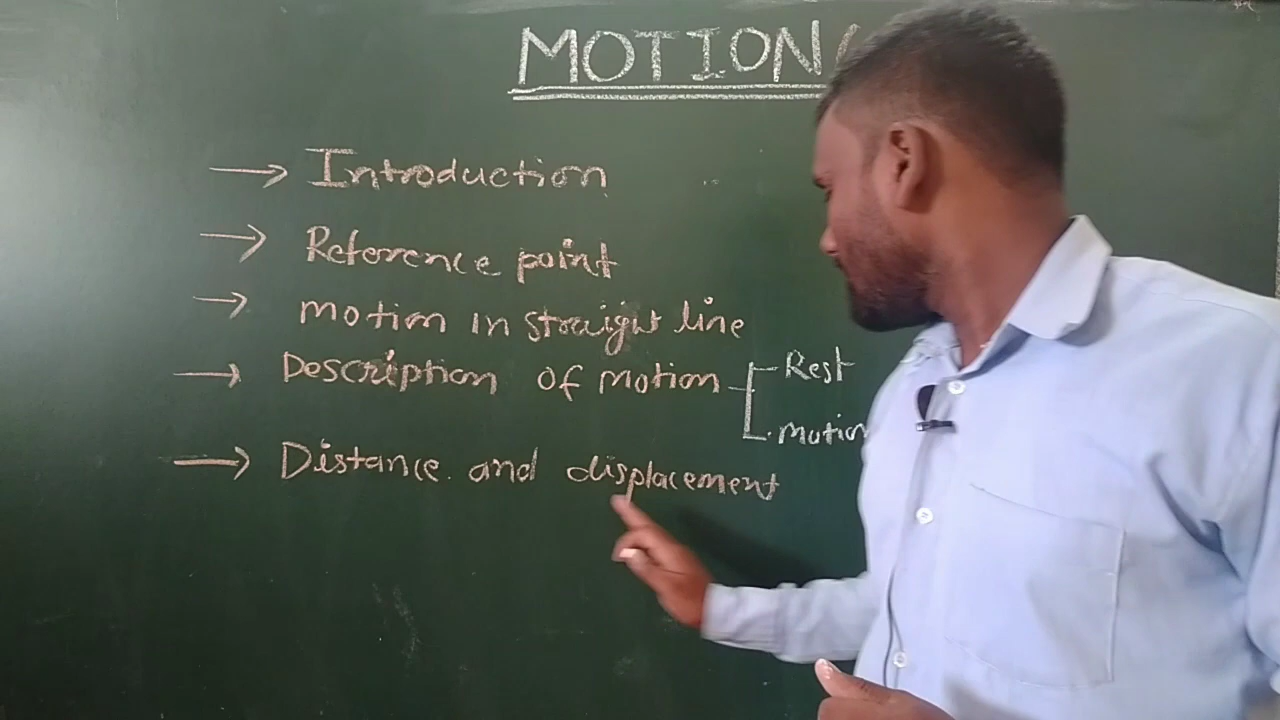 MOTION (
→ Introduction
→ Reference point
→ motion in straight line
→ Description of motion
Rest
motion
→ Distance and displacement